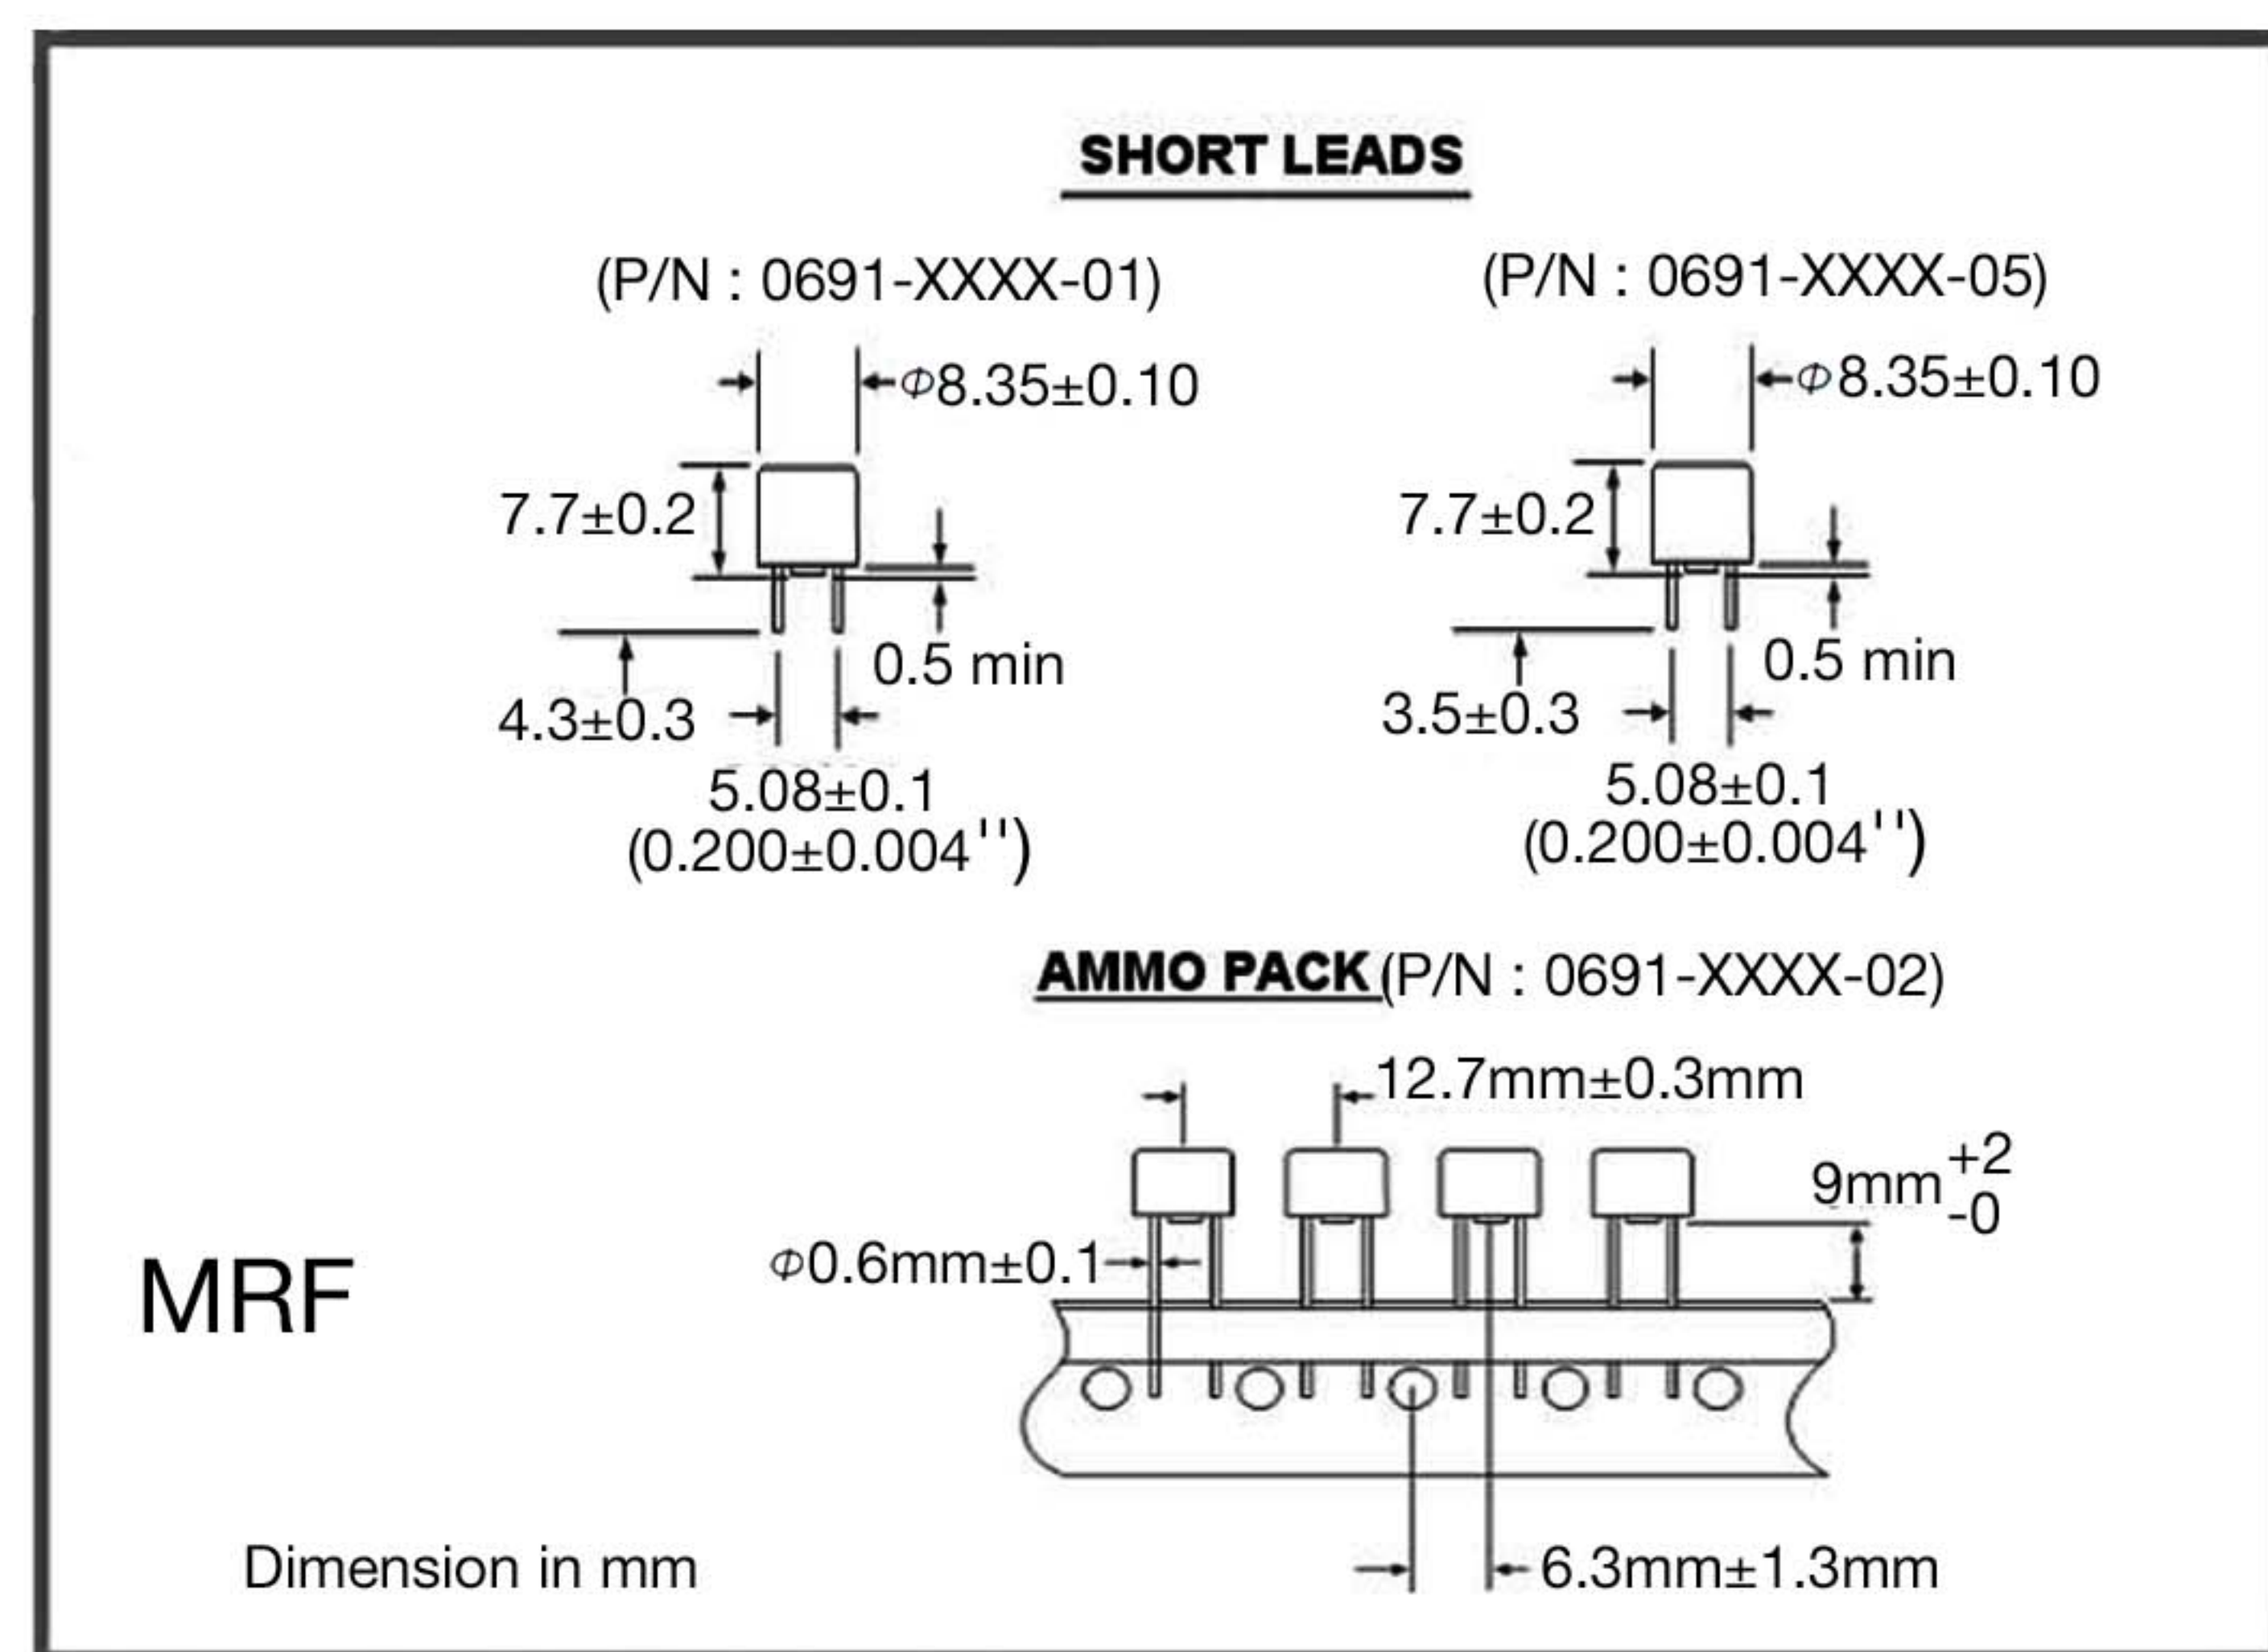 SHORT LEADS
(P/N : 0691-XXXX-01)
(P/N : 0691-XXXX-05)
Φ8.35±0.10
Φ8.35±0.10
7.7±0.2
7.7±0.2
0.5 min
0.5 min
4.3±0.3
3.5±0.3
5.08±0.1
(0.200±0.004'')
5.08±0.1
(0.200±0.004'')
AMMO PACK (P/N : 0691-XXXX-02)
12.7mm±0.3mm
9mm +2 -0
Φ0.6mm±0.1
MRF
6.3mm±1.3mm
Dimension in mm